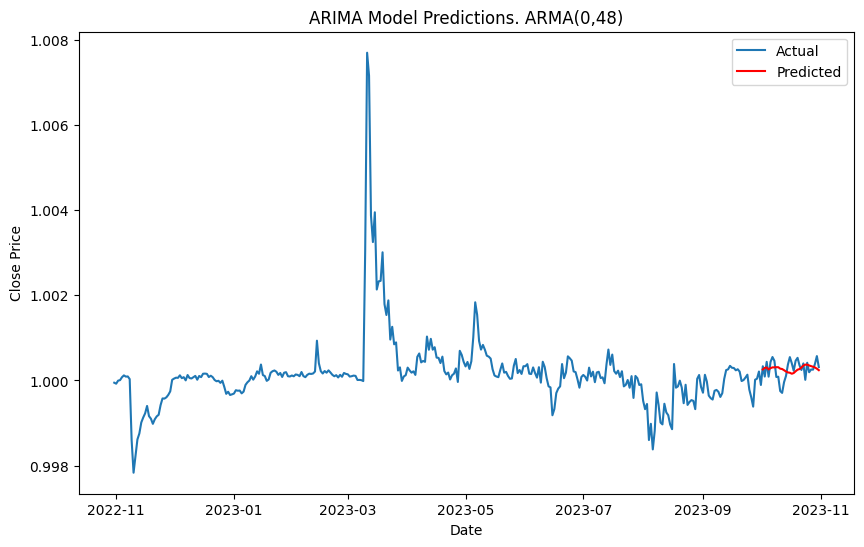 ARIMA Model Predictions. ARMA(0,48)
Actual
Predicted
Close Price
1.008
1.006
1.004
1.002
1.000
0.998
2022-11
2023-01
2023-03
2023-05
2023-07
2023-09
2023-11
Date